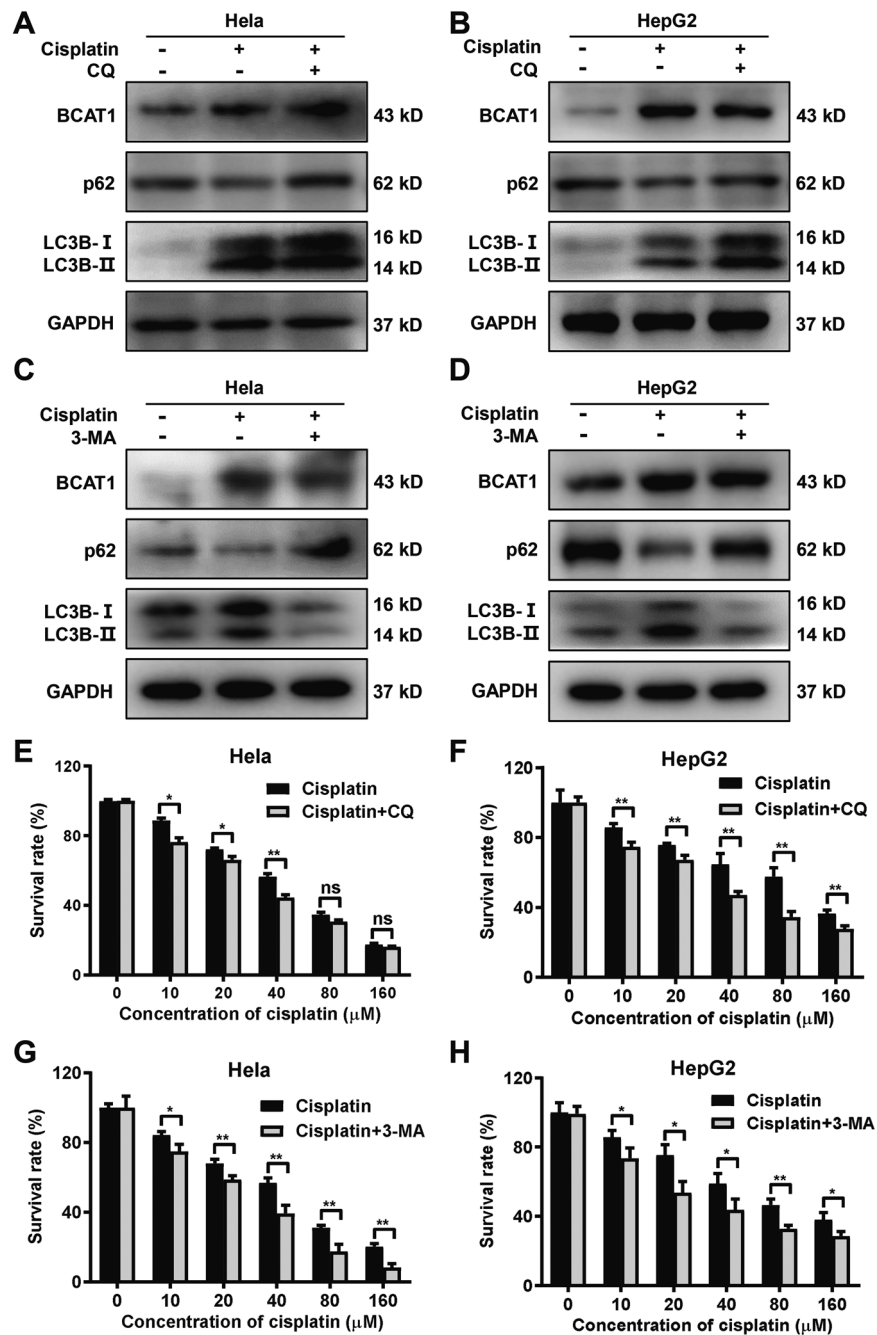 A
Hela
Cisplatin - + +
CQ - - +
BCAT1 43 kD
p62 62 kD
LC3B-Ⅰ 16 kD
LC3B-Ⅱ 14 kD
GAPDH 37 kD
B
HepG2
Cisplatin - + +
CQ - - +
BCAT1 43 kD
p62 62 kD
LC3B-Ⅰ 16 kD
LC3B-Ⅱ 14 kD
GAPDH 37 kD
C
Hela
Cisplatin - + +
3-MA - - +
BCAT1 43 kD
p62 62 kD
LC3B-Ⅰ 16 kD
LC3B-Ⅱ 14 kD
GAPDH 37 kD
D
HepG2
Cisplatin - + +
3-MA - - +
BCAT1 43 kD
p62 62 kD
LC3B-Ⅰ 16 kD
LC3B-Ⅱ 14 kD
GAPDH 37 kD
E
Hela
Survival rate (%)
120
80
40
0
Cisplatin
Cisplatin+CQ
* * ** ns ns
0 10 20 40 80 160
Concentration of cisplatin (μM)
F
HepG2
Survival rate (%)
120
80
40
0
Cisplatin
Cisplatin+CQ
** ** ** ** **
0 10 20 40 80 160
Concentration of cisplatin (μM)
G
Hela
Survival rate (%)
120
80
40
0
Cisplatin
Cisplatin+3-MA
* ** ** ** **
0 10 20 40 80 160
Concentration of cisplatin (μM)
H
HepG2
Survival rate (%)
120
80
40
0
Cisplatin
Cisplatin+3-MA
* * * ** *
0 10 20 40 80 160
Concentration of cisplatin (μM)